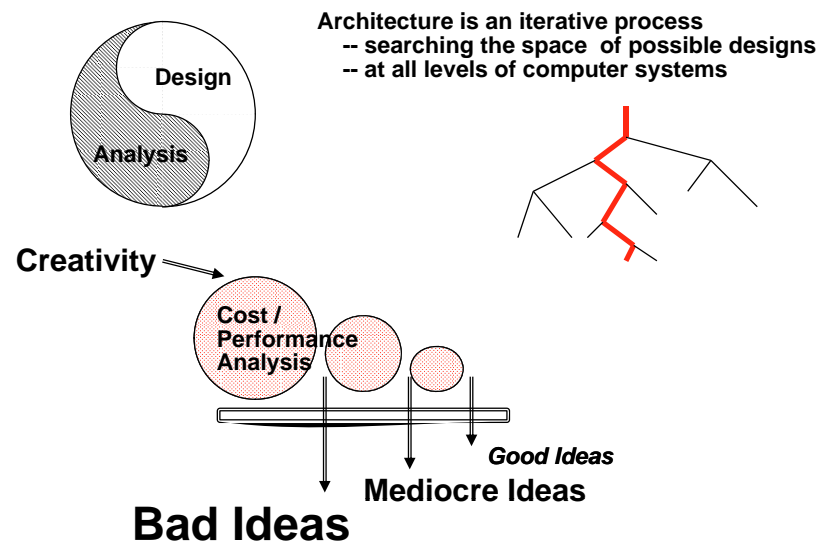 Architecture is an iterative process
-- searching the space of possible designs
-- at all levels of computer systems
Design
Analysis
Creivity
Cost /
Performance
Analysis
Good Ideas
Mediocre Ideas
Bad Ideas